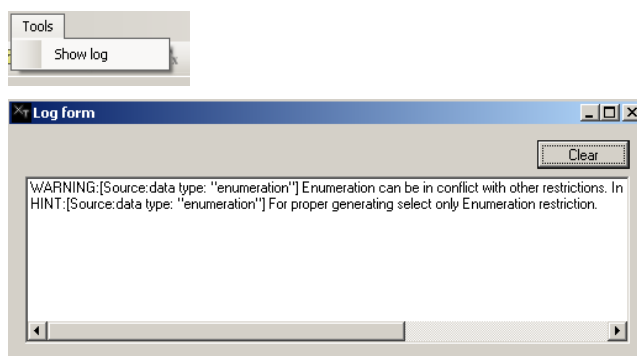 Tools
Show log
Log form
Clear
WARNING:[Source:data type: "enumeration"] Enumeration can be in conflict with other restrictions. In
HINT:[Source:data type: "enumeration"] For proper generating select only Enumeration restriction.